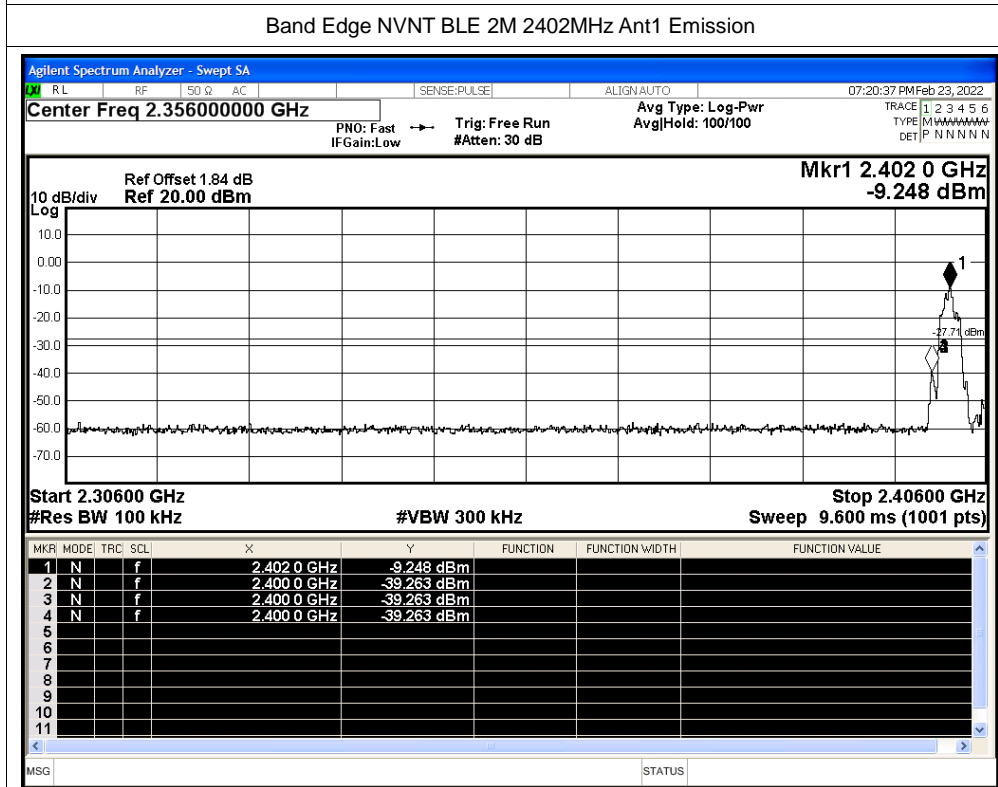 Band Edge NVNT BLE 2M 2402MHz Ant1 Emission
Agilent Spectrum Analyzer - Swept SA
LXI RL RF 50 Ω AC SENSE:PULSE ALIGNAUTO 07:20:37 PM Feb 23, 2022
Center Freq 2.356000000 GHz
PNO: Fast
IFGain:Low
Trig: Free Run
#Atten: 30 dB
Avg Type: Log-Pwr
Avg|Hold: 100/100
TRACE 1 2 3 4 5 6
TYPE M WWWWW
DET P N N N N N
Mkr1 2.402 0 GHz
-9.248 dBm
Ref Offset 1.84 dB
10 dB/div Ref 20.00 dBm
Log
10.0
0.00
-10.0
-20.0
-30.0
-40.0
-50.0
-60.0
-70.0
1
-27.71 dBm
Start 2.30600 GHz Stop 2.40600 GHz
#Res BW 100 kHz #VBW 300 kHz Sweep 9.600 ms (1001 pts)
MKR MODE TRC SCL X Y FUNCTION FUNCTION WIDTH FUNCTION VALUE
1 N f 2.402 0 GHz -9.248 dBm
2 N f 2.400 0 GHz -39.263 dBm
3 N f 2.400 0 GHz -39.263 dBm
4 N f 2.400 0 GHz -39.263 dBm
5
6
7
8
9
10
11
MSG STATUS